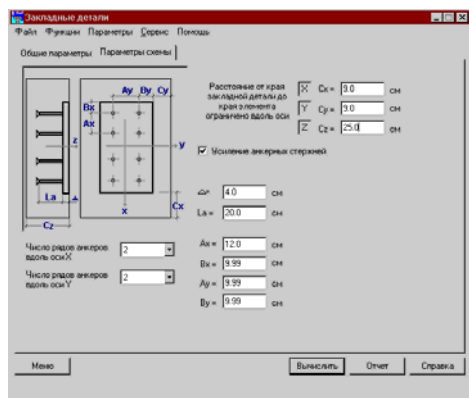 Закладные детали
Файл Функции Параметры Сервис Помощь
Общие параметры Параметры схемы
Ay By Cy
Bx
Ax
z
y
x
La
Cx
Cz
Расстояние от края
закладной детали до
края элемента
ограничено вдоль оси
X Cx = 9.0 см
Y Cy = 9.0 см
Z Cz = 25.0 см
Усиление анкерных стержней
4.0 см
La = 20.0 см
Число рядов анкеров
вдоль оси X
2
Число рядов анкеров
вдоль оси Y
2
Ax = 12.0 см
Bx = 9.99 см
Ay = 9.99 см
By = 9.99 см
Меню Вычислить Отчет Справка